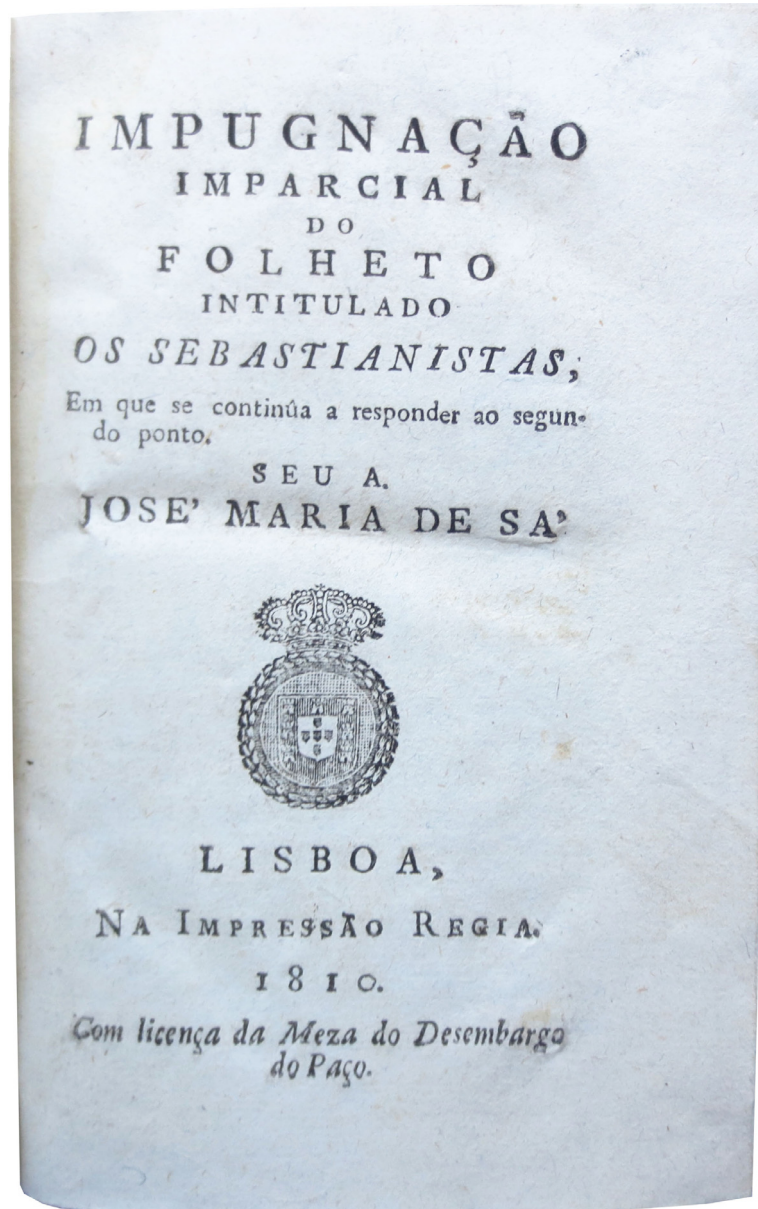 IMPUGNAÇÃO
IMPARCIAL
DO
FOLHETO
INTITULADO
OS SEBASTIANISTAS,
Em que se continûa a responder ao segun-
do ponto.
SEU A.
JOSE' MARIA DE SA'
LISBOA,
NA IMPRESSÃO REGIA.
1810.
Com licença da Meza do Desembargo
do Paço.